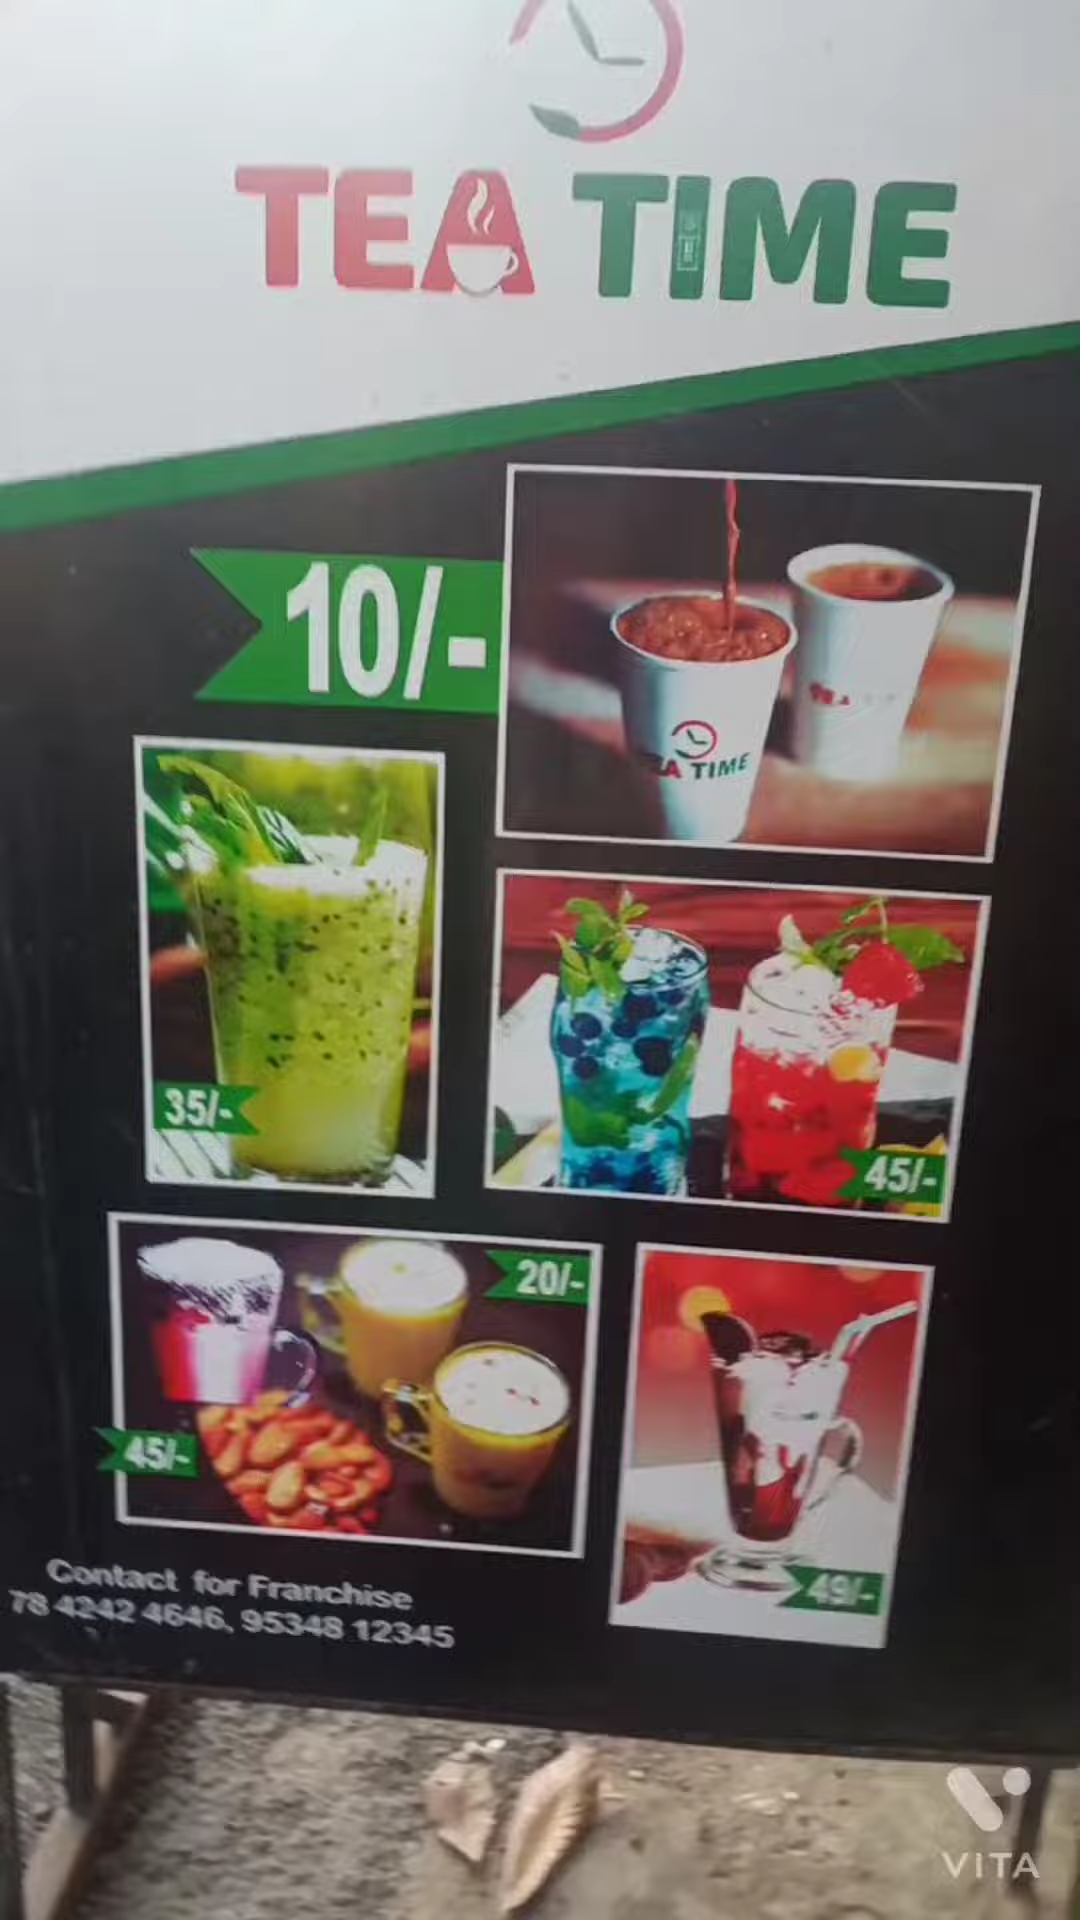 TEA TIME
10/-
TEA TIME
35/-
45/-
20/-
45/-
49/-
Contact for Franchise
78 4242 4646, 95348 12345
VITA